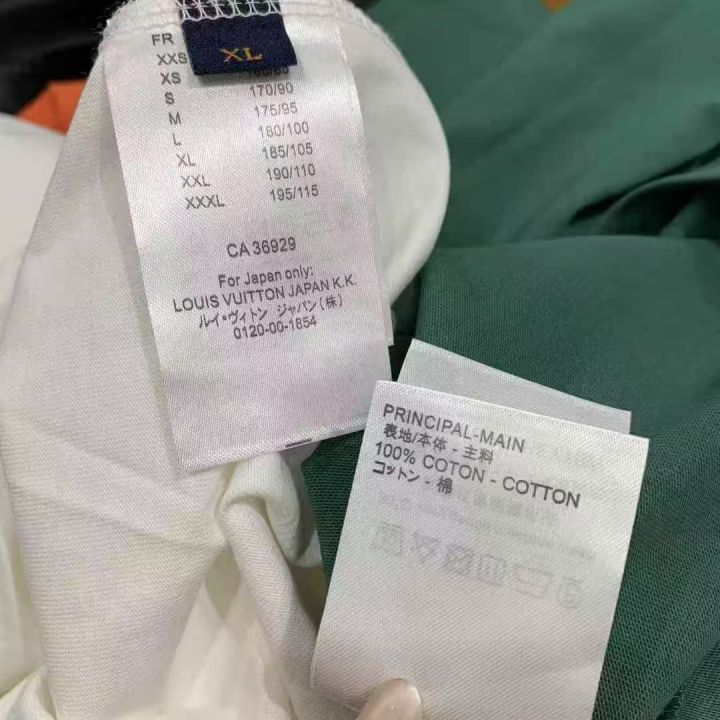 XL
FR
XXS
XS
S 170/90
M 175/95
L 180/100
XL 185/105
XXL 190/110
XXXL 195/115
CA 36929
For Japan only:
LOUIS VUITTON JAPAN K.K.
ルイ・ヴィトン ジャパン(株)
0120-00-1854
PRINCIPAL-MAIN
表地/本体 - 主料
100% COTON - COTTON
コットン - 棉